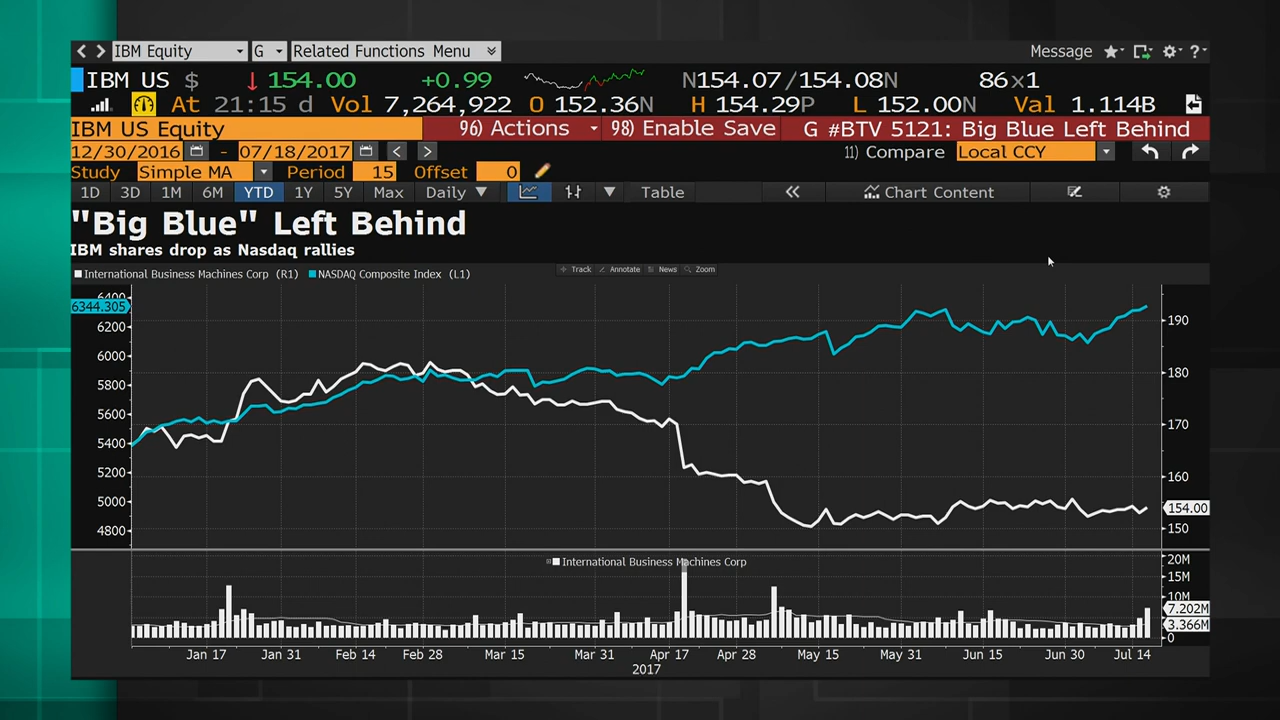 IBM Equity G Related Functions Menu Message ?
IBM US $ ↓ 154.00 +0.99 N154.07/154.08N 86x1
At 21:15 d Vol 7,264,922 O 152.36N H 154.29P L 152.00N Val 1.114B
IBM US Equity 96) Actions 98) Enable Save G #BTV 5121: Big Blue Left Behind
12/30/2016 - 07/18/2017 11) Compare Local CCY
Study Simple MA Period 15 Offset 0
1D 3D 1M 6M YTD 1Y 5Y Max Daily ▼ Table « Chart Content
"Big Blue" Left Behind
IBM shares drop as Nasdaq rallies
International Business Machines Corp (R1) NASDAQ Composite Index (L1) Track Annotate News Zoom
6400
6344.305
6200 190
6000
180
5800
5600 170
5400
5200 160
5000 154.00
4800 150
International Business Machines Corp 20M
15M
10M
7.202M
3.366M
0
Jan 17 Jan 31 Feb 14 Feb 28 Mar 15 Mar 31 Apr 17 Apr 28 May 15 May 31 Jun 15 Jun 30 Jul 14
2017